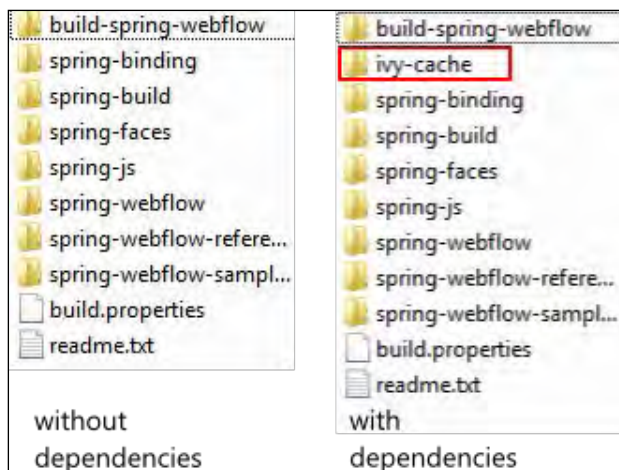 build-spring-webflow
spring-binding
spring-build
spring-faces
spring-js
spring-webflow
spring-webflow-refere...
spring-webflow-sampl...
build.properties
readme.txt
without
dependencies
build-spring-webflow
ivy-cache
spring-binding
spring-build
spring-faces
spring-js
spring-webflow
spring-webflow-refere...
spring-webflow-sampl...
build.properties
readme.txt
with
dependencies